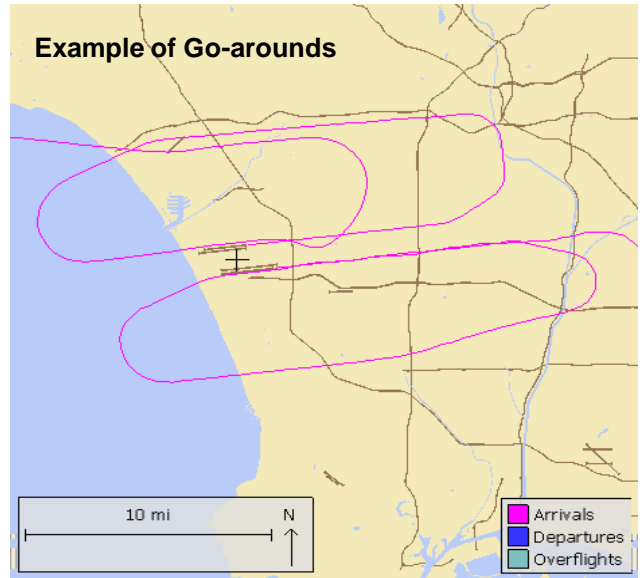 Example of Go-arounds
10 mi
N
Arrivals
Departures
Overflights